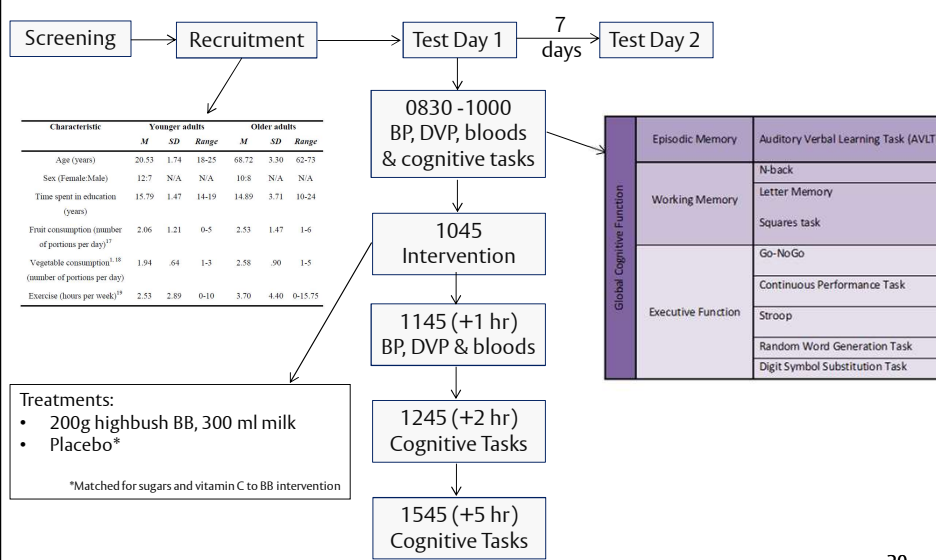 Screening
Recruitment
Test Day 1
7
days
Test Day 2
0830 -1000
BP, DVP, bloods
& cognitive tasks
Characteristic Younger adults Older adults
M SD Range M SD Range
Age (years) 20.53 1.74 18-25 68.72 3.30 62-73
Sex (Female:Male) 12:7 N/A N/A 10:8 N/A N/A
Time spent in education 15.79 1.47 14-19 14.89 3.71 10-24
(years)
Fruit consumption (number 2.06 1.21 0-5 2.53 1.47 1-6
of portions per day)17
Vegetable consumption1, 18 1.94 .64 1-3 2.58 .90 1-5
(number of portions per day)
Exercise (hours per week)19 2.53 2.89 0-10 3.70 4.40 0-15.75
Global Cognitive Function
Episodic Memory Auditory Verbal Learning Task (AVLT
Working Memory
N-back
Letter Memory
Squares task
Executive Function
Go-NoGo
Continuous Performance Task
Stroop
Random Word Generation Task
Digit Symbol Substitution Task
1045
Intervention
1145 (+1 hr)
BP, DVP & bloods
Treatments:
• 200g highbush BB, 300 ml milk
• Placebo*
*Matched for sugars and vitamin C to BB intervention
1245 (+2 hr)
Cognitive Tasks
1545 (+5 hr)
Cognitive Tasks